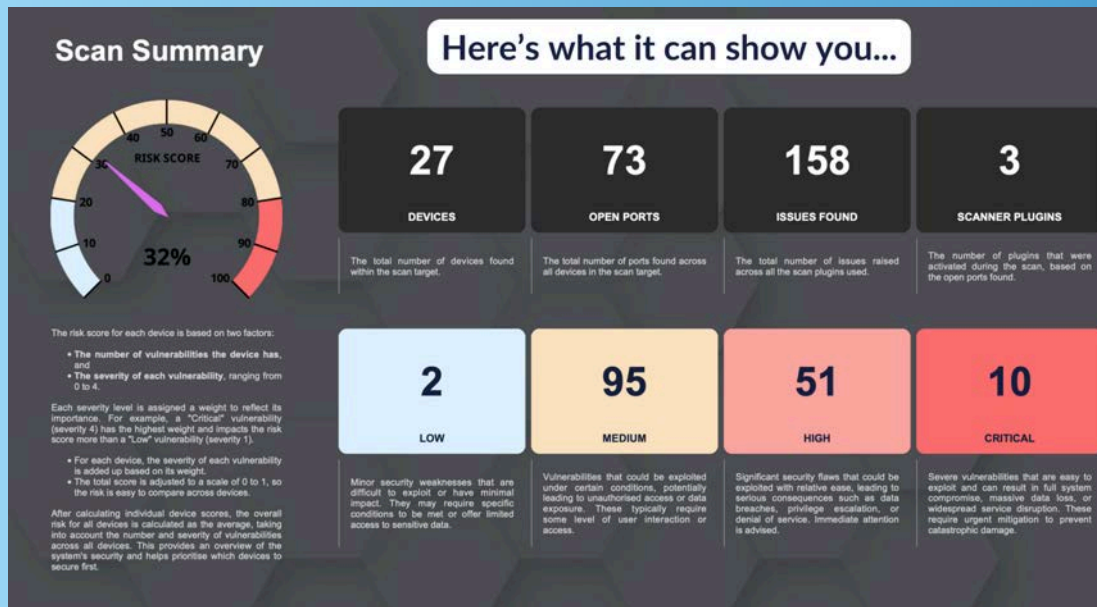 Scan Summary
Here's what it can show you...
0
10
20
30
40
50
60
70
80
90
100
RISK SCORE
32%
27
DEVICES
The total number of devices found
within the scan target.
73
OPEN PORTS
The total number of ports found across
all devices in the scan target.
158
ISSUES FOUND
The total number of issues raised
across all the scan plugins used.
3
SCANNER PLUGINS
The number of plugins that were
activated during the scan, based on
the open ports found.
The risk score for each device is based on two factors:
• The number of vulnerabilities the device has,
and
• The severity of each vulnerability, ranging from
0 to 4.
Each severity level is assigned a weight to reflect its
importance. For example, a "Critical" vulnerability
(severity 4) has the highest weight and impacts the risk
score more than a "Low" vulnerability (severity 1).
• For each device, the severity of each vulnerability
is added up based on its weight.
• The total score is adjusted to a scale of 0 to 1, so
the risk is easy to compare across devices.
After calculating individual device scores, the overall
risk for all devices is calculated as the average, taking
into account the number and severity of vulnerabilities
across all devices. This provides an overview of the
system's security and helps prioritise which devices to
secure first.
2
LOW
Minor security weaknesses that are
difficult to exploit or have minimal
impact. They may require specific
conditions to be met or offer limited
access to sensitive data.
95
MEDIUM
Vulnerabilities that could be exploited
under certain conditions, potentially
leading to unauthorised access or data
exposure. These typically require
some level of user interaction or
access.
51
HIGH
Significant security flaws that could be
exploited with relative ease, leading to
serious consequences such as data
breaches, privilege escalation, or
denial of service. Immediate attention
is advised.
10
CRITICAL
Severe vulnerabilities that are easy to
exploit and can result in full system
compromise, massive data loss, or
widespread service disruption. These
require urgent mitigation to prevent
catastrophic damage.